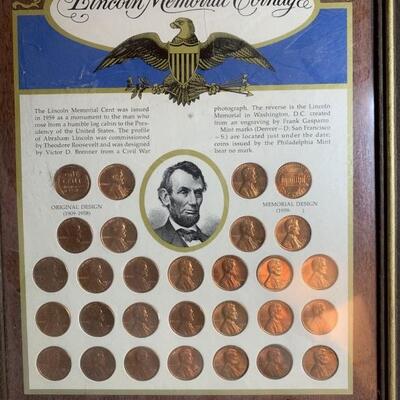 Lincoln Memorial Coinage
The Lincoln Memorial Cent was issued
in 1959 as a monument to the man who
rose from a humble log cabin to the Pres-
idency of the United States. The profile
of Abraham Lincoln was commissioned
by Theodore Roosevelt and was designed
by Victor D. Brenner from a Civil War
photograph. The reverse is the Lincoln
Memorial in Washington, D.C. created
from an engraving by Frank Gasparro.
Mint marks (Denver—D; San Francisco
—S;) are located just under the date;
coins issued by the Philadelphia Mint
bear no mark.
ORIGINAL DESIGN
(1909-1958)
MEMORIAL DESIGN
(1959- )